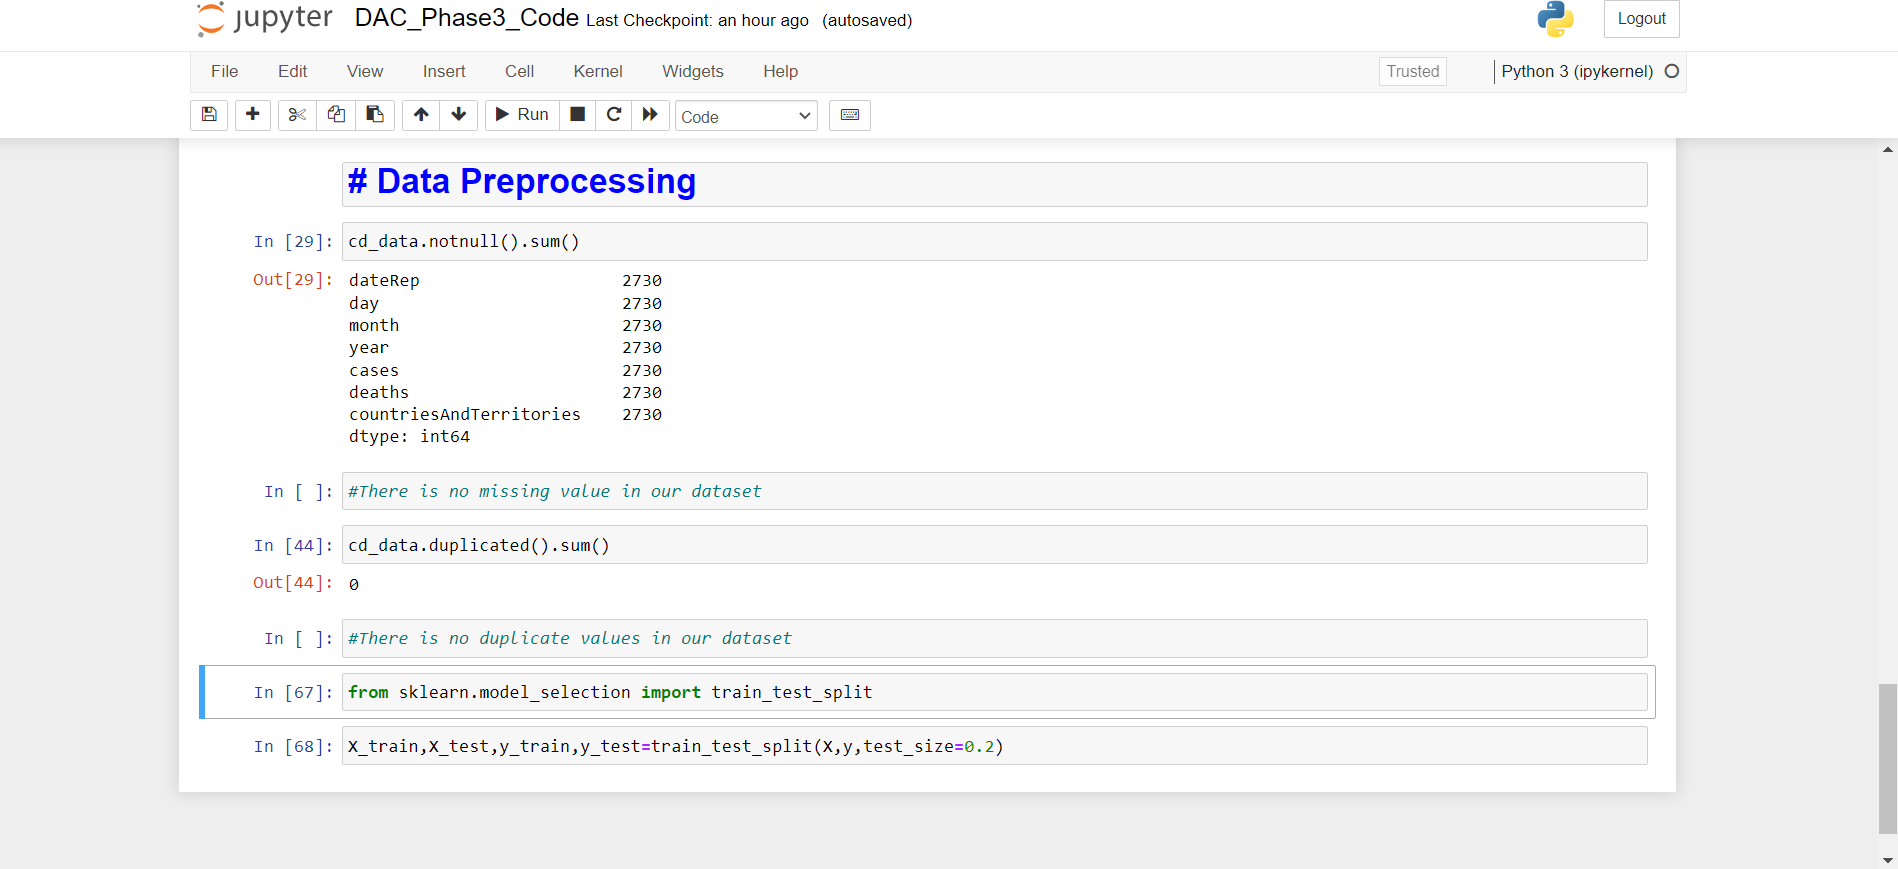 jupyter DAC_Phase3_Code Last Checkpoint: an hour ago (autosaved) Logout
File Edit View Insert Cell Kernel Widgets Help Trusted Python 3 (ipykernel)
Run Code
# Data Preprocessing
In [29]: cd_data.notnull().sum()
Out[29]: dateRep 2730
day 2730
month 2730
year 2730
cases 2730
deaths 2730
countriesAndTerritories 2730
dtype: int64
In [ ]: #There is no missing value in our dataset
In [44]: cd_data.duplicated().sum()
Out[44]: 0
In [ ]: #There is no duplicate values in our dataset
In [67]: from sklearn.model_selection import train_test_split
In [68]: X_train,X_test,y_train,y_test=train_test_split(X,y,test_size=0.2)